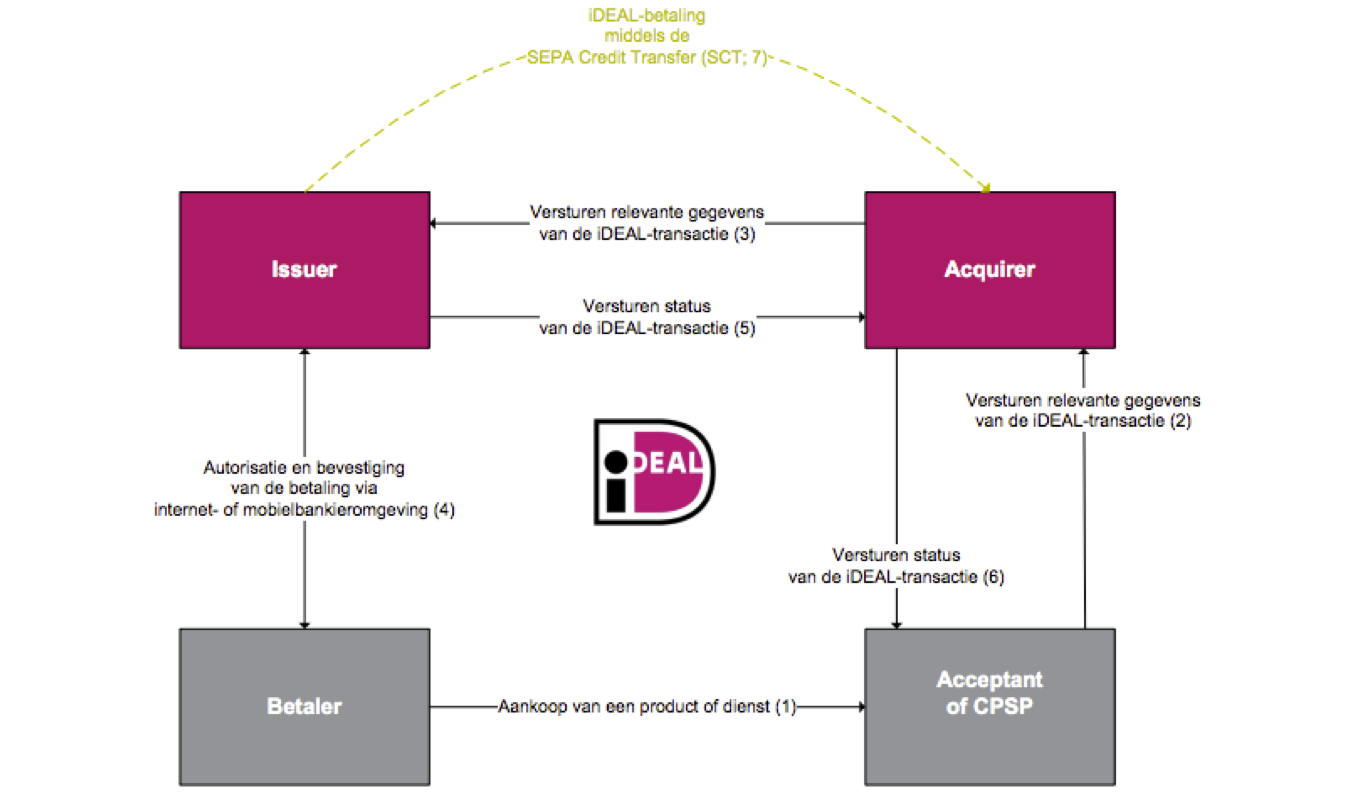 iDEAL-betaling
middels de
SEPA Credit Transfer (SCT; 7)
Versturen relevante gegevens
van de iDEAL-transactie (3)
Issuer
Acquirer
Versturen status
van de iDEAL-transactie (5)
Versturen relevante gegevens
van de iDEAL-transactie (2)
iDEAL
Autorisatie en bevestiging
van de betaling via
internet- of mobielbankieromgeving (4)
Versturen status
van de iDEAL-transactie (6)
Betaler
Aankoop van een product of dienst (1)
Acceptant
of CPSP